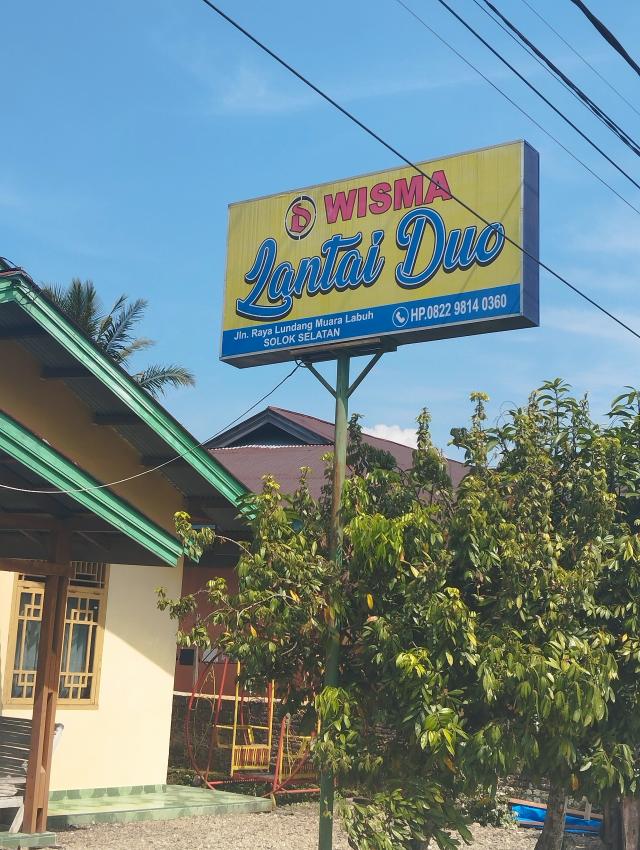 WISMA
Lantai Duo
Jln. Raya Lundang Muara Labuh
SOLOK SELATAN
HP.0822 9814 0360